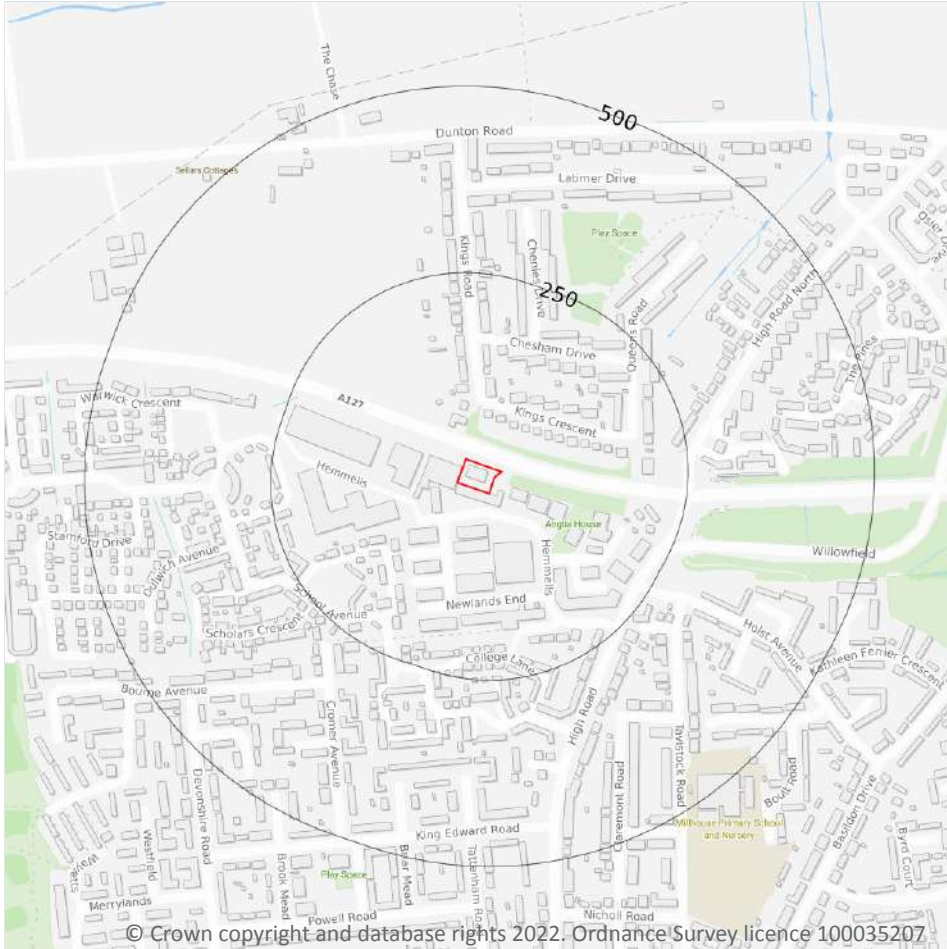 The Chase
500
Dunton Road
Sellars Cottages
Latimer Drive
Play Space
Osier Drive
Kings Road
Chenies Drive
250
High Road North
Queens Road
Chesham Drive
The Pines
Warwick Crescent
A127
Kings Crescent
Hemmells
Anglia House
Stamford Drive
Dulwich Avenue
Hemmells
Willowfield
School Avenue
Newlands End
Scholars Crescent
Holst Avenue
College Lane
Kathleen Ferrier Crescent
Bourne Avenue
High Road
Cromer Avenue
Tavistock Road
Devonshire Road
Claremont Road
Boult Road
Basildon Drive
Millhouse Primary School
and Nursery
King Edward Road
Westfield
Byrd Court
Brook Mead
Play Space
Briar Mead
Tattenham Road
Merrylands
Powell Road
Nicholl Road
© Crown copyright and database rights 2022. Ordnance Survey licence 100035207.